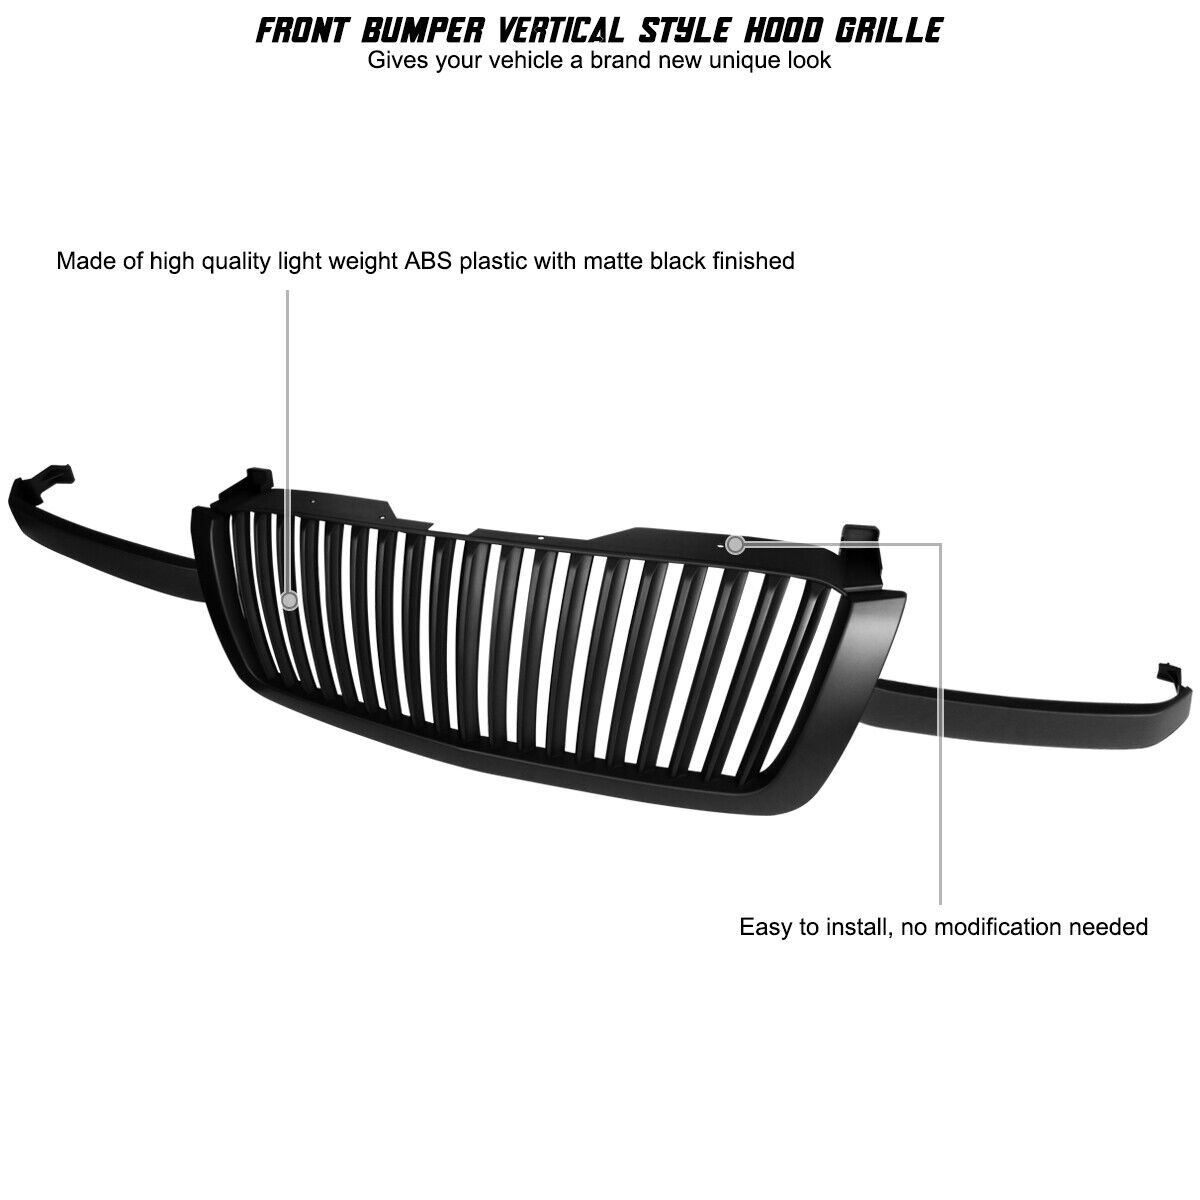 FRONT BUMPER VERTICAL STYLE HOOD GRILLE
Gives your vehicle a brand new unique look
Made of high quality light weight ABS plastic with matte black finished
Easy to install, no modification needed